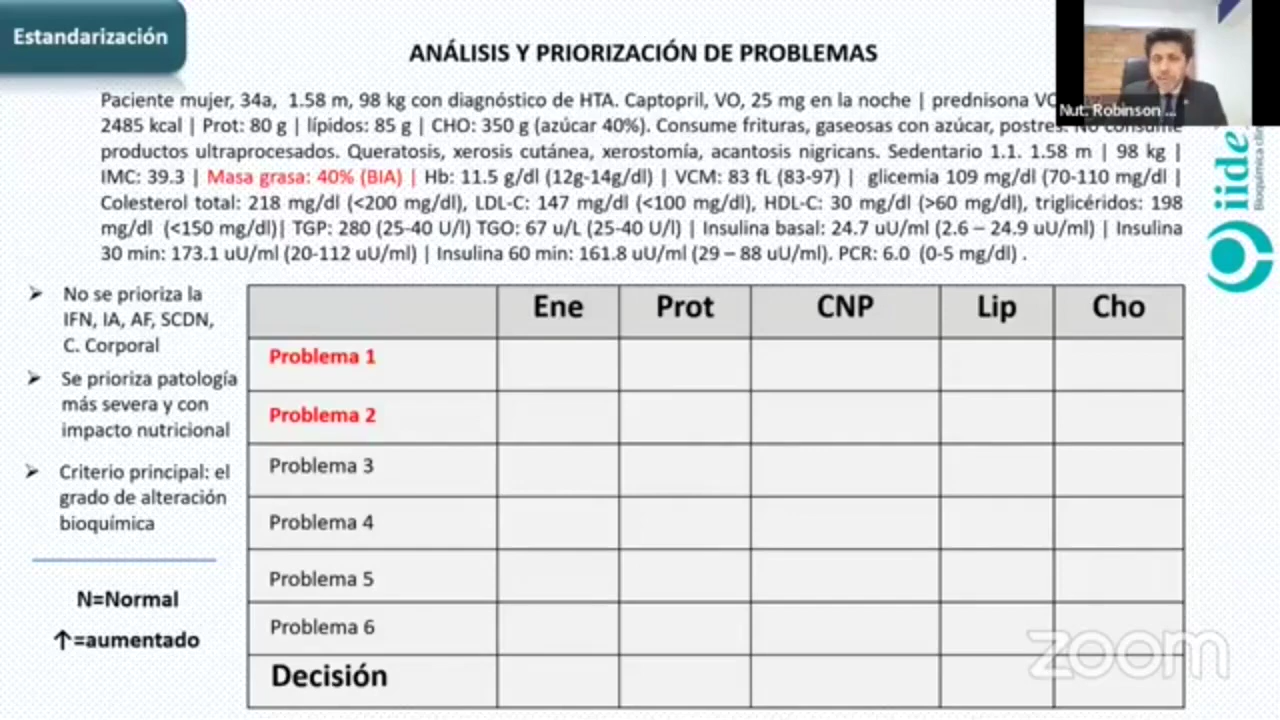 Estandarización
ANÁLISIS Y PRIORIZACIÓN DE PROBLEMAS
Nut. Robinson ...
Paciente mujer, 34a, 1.58 m, 98 kg con diagnóstico de HTA. Captopril, VO, 25 mg en la noche | prednisona
2485 kcal | Prot: 80 g | lípidos: 85 g | CHO: 350 g (azúcar 40%). Consume frituras, gaseosas con azúcar, postres. No consume
productos ultraprocesados. Queratosis, xerosis cutánea, xerostomía, acantosis nigricans. Sedentario 1.1. 1.58 m | 98 kg |
IMC: 39.3 | Masa grasa: 40% (BIA) | Hb: 11.5 g/dl (12g-14g/dl) | VCM: 83 fL (83-97) | glicemia 109 mg/dl (70-110 mg/dl |
Colesterol total: 218 mg/dl (<200 mg/dl), LDL-C: 147 mg/dl (<100 mg/dl), HDL-C: 30 mg/dl (>60 mg/dl), triglicéridos: 198
mg/dl (<150 mg/dl)| TGP: 280 (25-40 U/l) TGO: 67 u/L (25-40 U/l) | Insulina basal: 24.7 uU/ml (2.6 – 24.9 uU/ml) | Insulina
30 min: 173.1 uU/ml (20-112 uU/ml) | Insulina 60 min: 161.8 uU/ml (29 – 88 uU/ml). PCR: 6.0 (0-5 mg/dl) .
iide
➢ No se prioriza la
IFN, IA, AF, SCDN,
C. Corporal
➢ Se prioriza patología
más severa y con
impacto nutricional
➢ Criterio principal: el
grado de alteración
bioquímica
N=Normal
↑=aumentado
Ene Prot CNP Lip Cho
Problema 1
Problema 2
Problema 3
Problema 4
Problema 5
Problema 6
Decisión
zoom